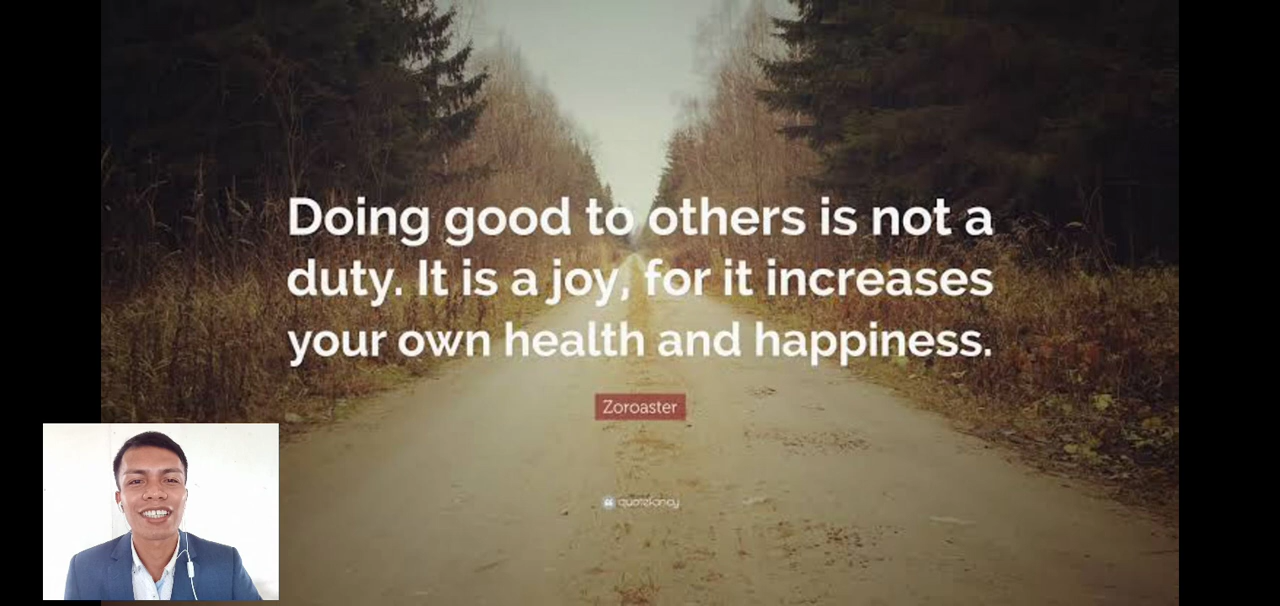 Doing good to others is not a
duty. It is a joy, for it increases
your own health and happiness.
Zoroaster
quotefancy